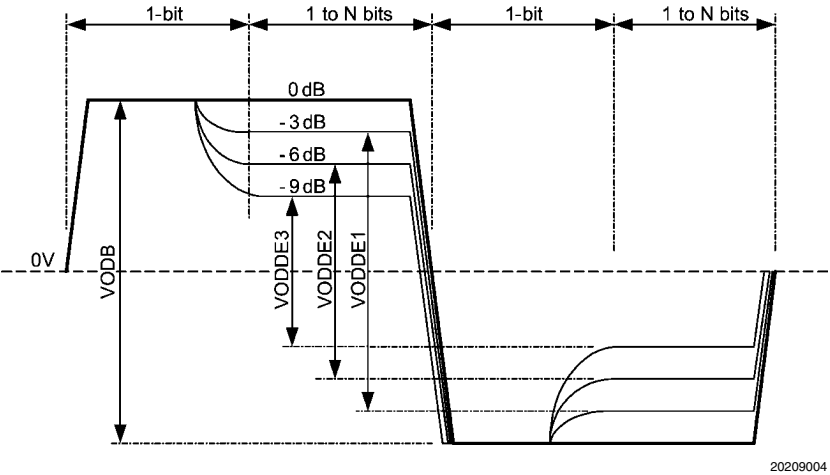 1-bit
1 to N bits
1-bit
1 to N bits
0 dB
- 3 dB
- 6 dB
- 9 dB
0V
VODB
VODDE3
VODDE2
VODDE1
20209004